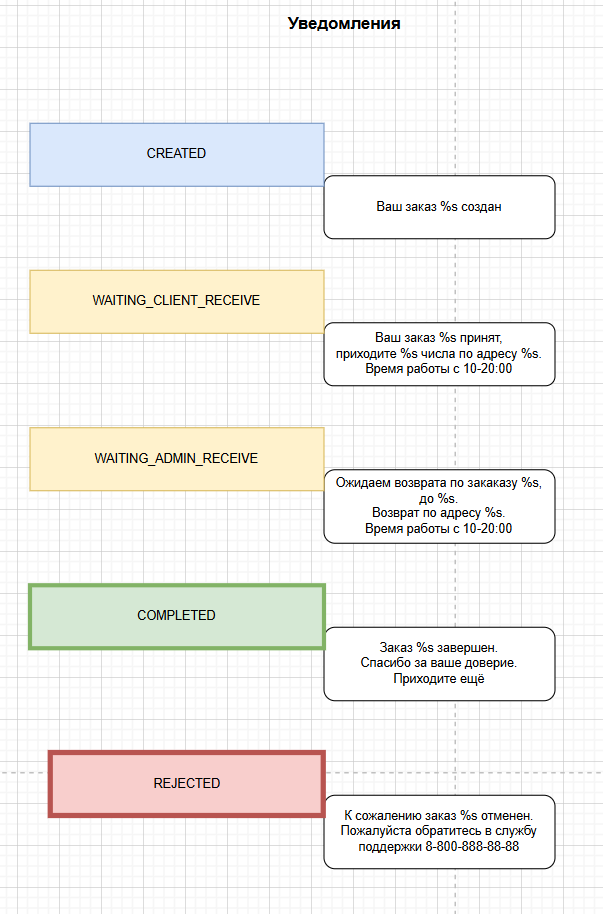 Уведомления
CREATED
Ваш заказ %s создан
WAITING_CLIENT_RECEIVE
Ваш заказ %s принят,
приходите %s числа по адресу %s.
Время работы с 10-20:00
WAITING_ADMIN_RECEIVE
Ожидаем возврата по закаказу %s,
до %s.
Возврат по адресу %s.
Время работы с 10-20:00
COMPLETED
Заказ %s завершен.
Спасибо за ваше доверие.
Приходите ещё
REJECTED
К сожалению заказ %s отменен.
Пожалуйста обратитесь в службу
поддержки 8-800-888-88-88